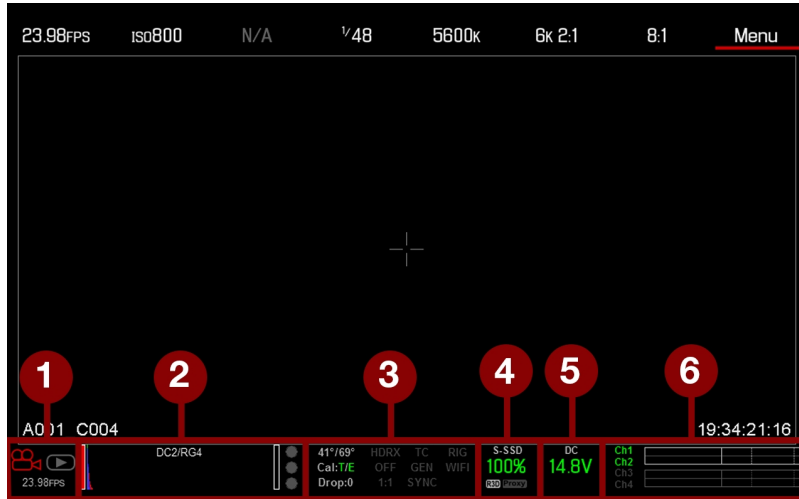 23.98FPS ISO800 N/A 1/48 5600K 6K 2:1 8:1 Menu
1 2 3 4 5 6
A001 C004 19:34:21:16
23.98FPS
DC2/RG4
41°/69° HDRX TC RIG
Cal:T/E OFF GEN WIFI
Drop:0 1:1 SYNC
S-SSD
100%
R3D Proxy
DC
14.8V
Ch1
Ch2
Ch3
Ch4